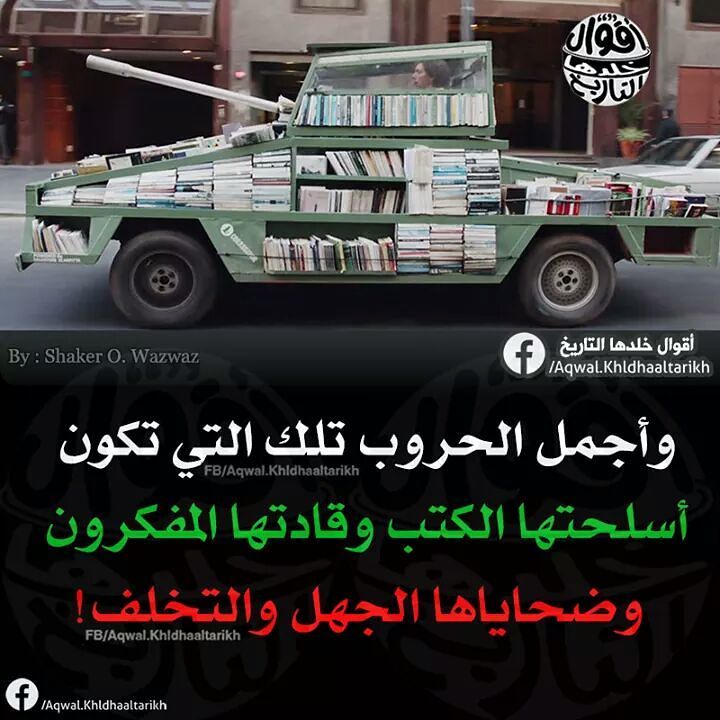 أقوال
خلدها
التاريخ
By : Shaker O. Wazwaz
أقوال خلدها التاريخ
/Aqwal.Khldhaaltarikh
وأجمل الحروب تلك التي تكون
FB/Aqwal.Khldhaaltarikh
أسلحتها الكتب وقادتها المفكرون
وضحاياها الجهل والتخلف!
FB/Aqwal.Khldhaaltarikh
/Aqwal.Khldhaaltarikh